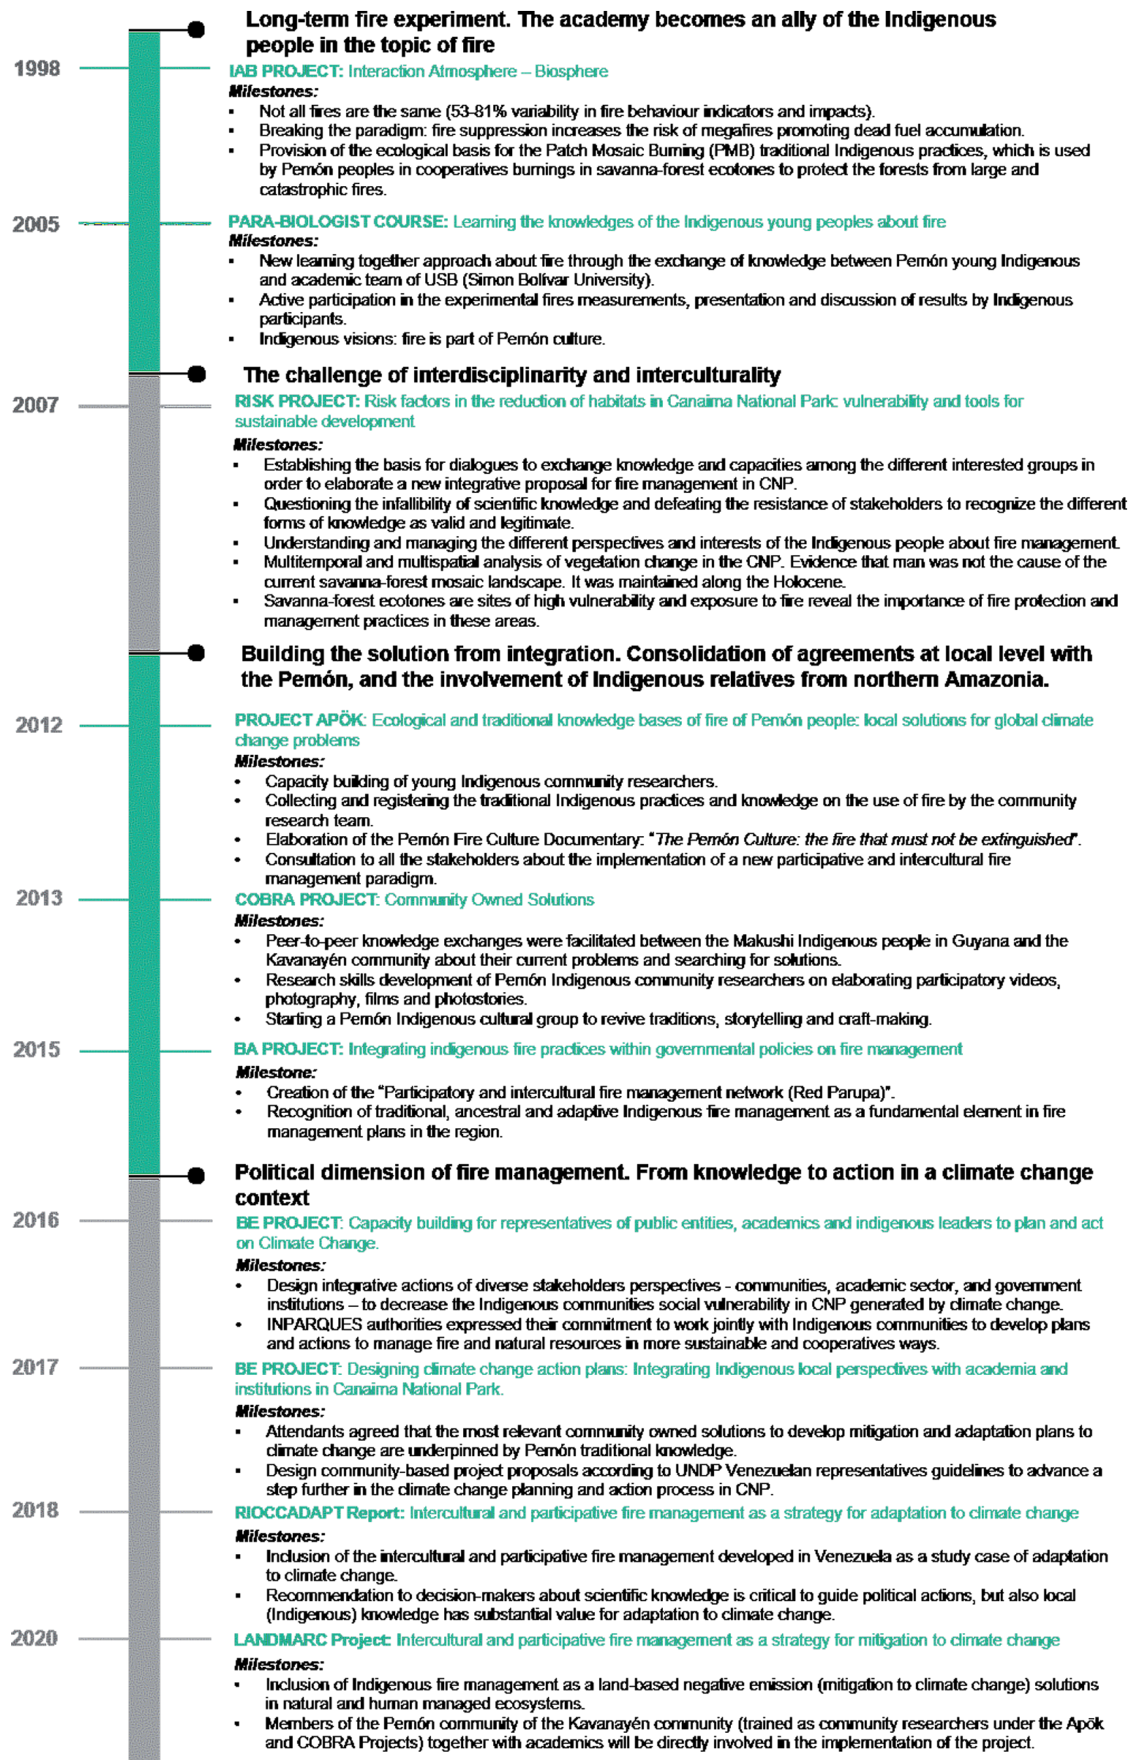 Long-term fire experiment. The academy becomes an ally of the Indigenous
people in the topic of fire
1998
IAB PROJECT: Interaction Atmosphere – Biosphere
Milestones:
▪ Not all fires are the same (53-81% variability in fire behaviour indicators and impacts).
▪ Breaking the paradigm: fire suppression increases the risk of megafires promoting dead fuel accumulation.
▪ Provision of the ecological basis for the Patch Mosaic Burning (PMB) traditional Indigenous practices, which is used
by Pemón peoples in cooperatives burnings in savanna-forest ecotones to protect the forests from large and
catastrophic fires.
2005
PARA-BIOLOGIST COURSE: Learning the knowledges of the Indigenous young peoples about fire
Milestones:
▪ New learning together approach about fire through the exchange of knowledge between Pemón young Indigenous
and academic team of USB (Simon Bolívar University).
▪ Active participation in the experimental fires measurements, presentation and discussion of results by Indigenous
participants.
▪ Indigenous visions: fire is part of Pemón culture.
The challenge of interdisciplinarity and interculturality
2007
RISK PROJECT: Risk factors in the reduction of habitats in Canaima National Park: vulnerability and tools for
sustainable development
Milestones:
▪ Establishing the basis for dialogues to exchange knowledge and capacities among the different interested groups in
order to elaborate a new integrative proposal for fire management in CNP.
▪ Questioning the infallibility of scientific knowledge and defeating the resistance of stakeholders to recognize the different
forms of knowledge as valid and legitimate.
▪ Understanding and managing the different perspectives and interests of the Indigenous people about fire management.
▪ Multitemporal and multispatial analysis of vegetation change in the CNP. Evidence that man was not the cause of the
current savanna-forest mosaic landscape. It was maintained along the Holocene.
▪ Savanna-forest ecotones are sites of high vulnerability and exposure to fire reveal the importance of fire protection and
management practices in these areas.
Building the solution from integration. Consolidation of agreements at local level with
the Pemón, and the involvement of Indigenous relatives from northern Amazonia.
2012
PROJECT APÖK: Ecological and traditional knowledge bases of fire of Pemón people: local solutions for global climate
change problems
Milestones:
• Capacity building of young Indigenous community researchers.
• Collecting and registering the traditional Indigenous practices and knowledge on the use of fire by the community
research team.
• Elaboration of the Pemón Fire Culture Documentary: "The Pemón Culture: the fire that must not be extinguished".
• Consultation to all the stakeholders about the implementation of a new participative and intercultural fire
management paradigm.
2013
COBRA PROJECT: Community Owned Solutions
Milestones:
• Peer-to-peer knowledge exchanges were facilitated between the Makushi Indigenous people in Guyana and the
Kavanayén community about their current problems and searching for solutions.
• Research skills development of Pemón Indigenous community researchers on elaborating participatory videos,
photography, films and photostories.
• Starting a Pemón Indigenous cultural group to revive traditions, storytelling and craft-making.
2015
BA PROJECT: Integrating indigenous fire practices within governmental policies on fire management
Milestone:
• Creation of the "Participatory and intercultural fire management network (Red Parupa)".
• Recognition of traditional, ancestral and adaptive Indigenous fire management as a fundamental element in fire
management plans in the region.
Political dimension of fire management. From knowledge to action in a climate change
context
2016
BE PROJECT: Capacity building for representatives of public entities, academics and indigenous leaders to plan and act
on Climate Change.
Milestones:
• Design integrative actions of diverse stakeholders perspectives - communities, academic sector, and government
institutions – to decrease the Indigenous communities social vulnerability in CNP generated by climate change.
▪ INPARQUES authorities expressed their commitment to work jointly with Indigenous communities to develop plans
and actions to manage fire and natural resources in more sustainable and cooperatives ways.
2017
BE PROJECT: Designing climate change action plans: Integrating Indigenous local perspectives with academia and
institutions in Canaima National Park.
Milestones:
▪ Attendants agreed that the most relevant community owned solutions to develop mitigation and adaptation plans to
climate change are underpinned by Pemón traditional knowledge.
▪ Design community-based project proposals according to UNDP Venezuelan representatives guidelines to advance a
step further in the climate change planning and action process in CNP.
2018
RIOCCADAPT Report: Intercultural and participative fire management as a strategy for adaptation to climate change
Milestones:
▪ Inclusion of the intercultural and participative fire management developed in Venezuela as a study case of adaptation
to climate change.
▪ Recommendation to decision-makers about scientific knowledge is critical to guide political actions, but also local
(Indigenous) knowledge has substantial value for adaptation to climate change.
2020
LANDMARC Project: Intercultural and participative fire management as a strategy for mitigation to climate change
Milestones:
• Inclusion of Indigenous fire management as a land-based negative emission (mitigation to climate change) solutions
in natural and human managed ecosystems.
• Members of the Pemón community of the Kavanayén community (trained as community researchers under the Apök
and COBRA Projects) together with academics will be directly involved in the implementation of the project.